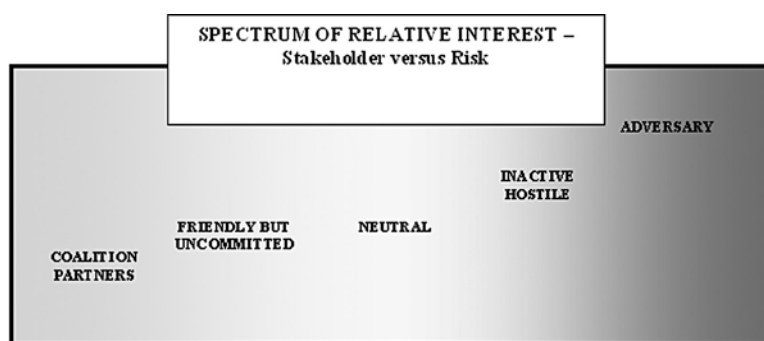 SPECTRUM OF RELATIVE INTEREST –
Stakeholder versus Risk
ADVERSARY
INACTIVE
HOSTILE
FRIENDLY BUT
UNCOMMITTED
NEUTRAL
COALITION
PARTNERS